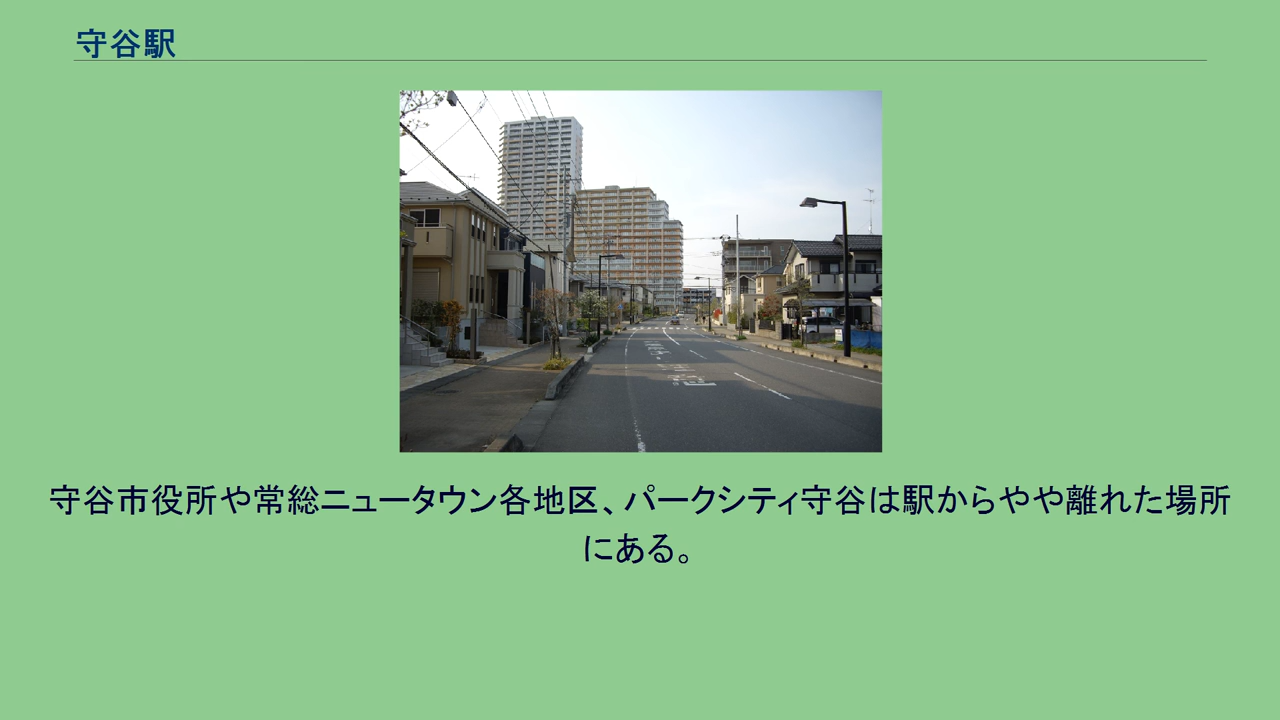 守谷駅
守谷市役所や常総ニュータウン各地区、パークシティ守谷は駅からやや離れた場所
にある。